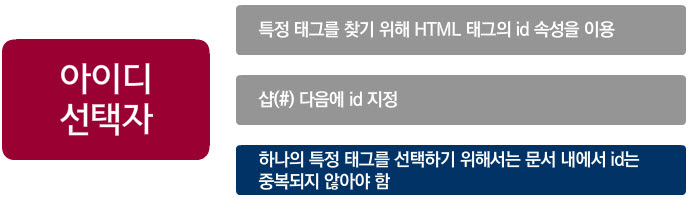 아이디
선택자
특정 태그를 찾기 위해 HTML 태그의 id 속성을 이용
샵(#) 다음에 id 지정
하나의 특정 태그를 선택하기 위해서는 문서 내에서 id는
중복되지 않아야 함